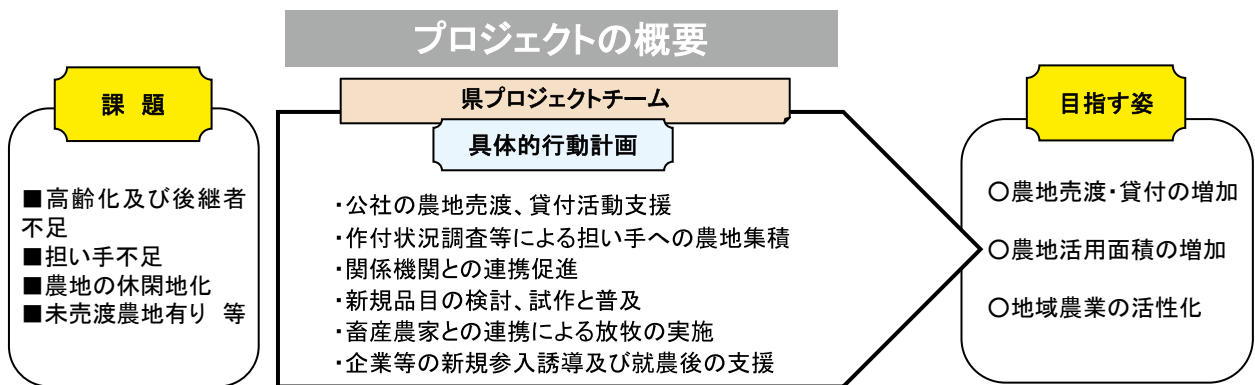 プロジェクトの概要
課 題
■高齢化及び後継者
不足
■担い手不足
■農地の休閑地化
■未売渡農地有り 等
県プロジェクトチーム
具体的行動計画
・公社の農地売渡、貸付活動支援
・作付状況調査等による担い手への農地集積
・関係機関との連携促進
・新規品目の検討、試作と普及
・畜産農家との連携による放牧の実施
・企業等の新規参入誘導及び就農後の支援
目指す姿
○農地売渡・貸付の増加
○農地活用面積の増加
○地域農業の活性化